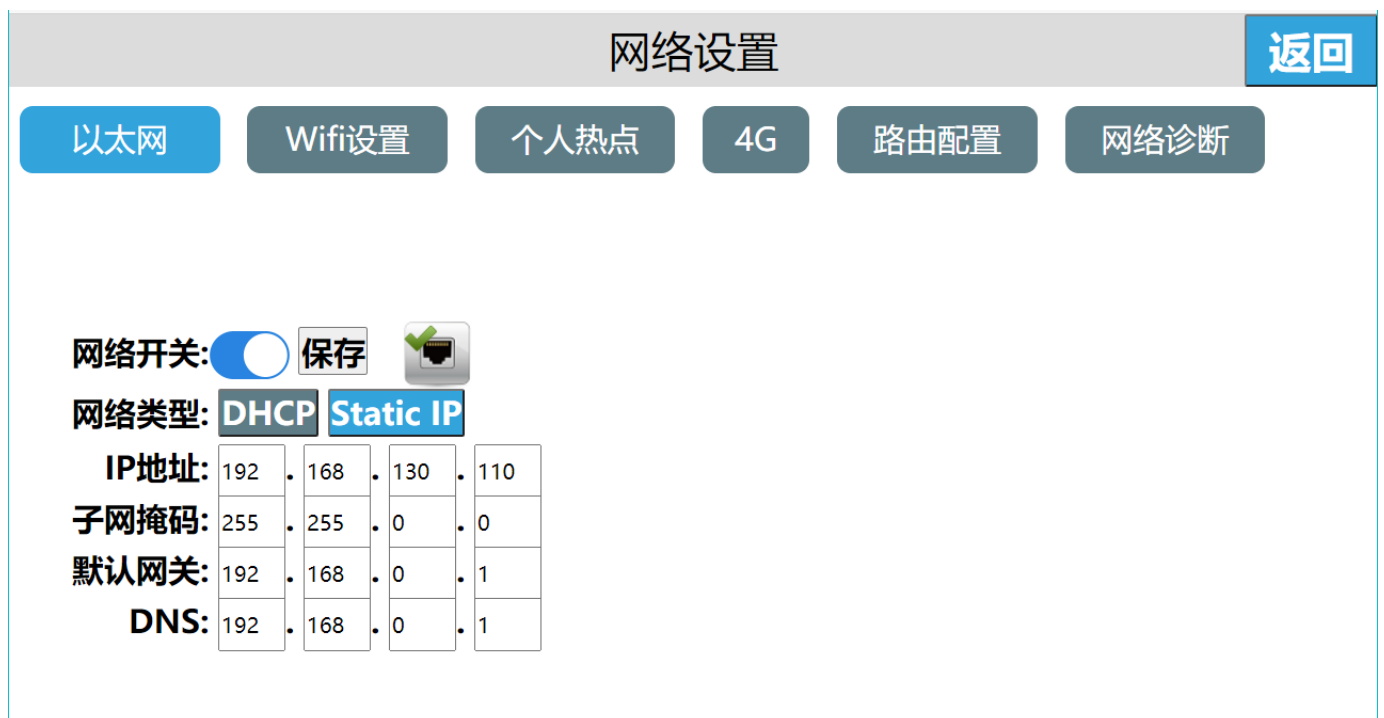 网络设置 返回
以太网 Wifi设置 个人热点 4G 路由配置 网络诊断
网络开关: 保存
网络类型: DHCP Static IP
IP地址: 192 . 168 . 130 . 110
子网掩码: 255 . 255 . 0 . 0
默认网关: 192 . 168 . 0 . 1
DNS: 192 . 168 . 0 . 1